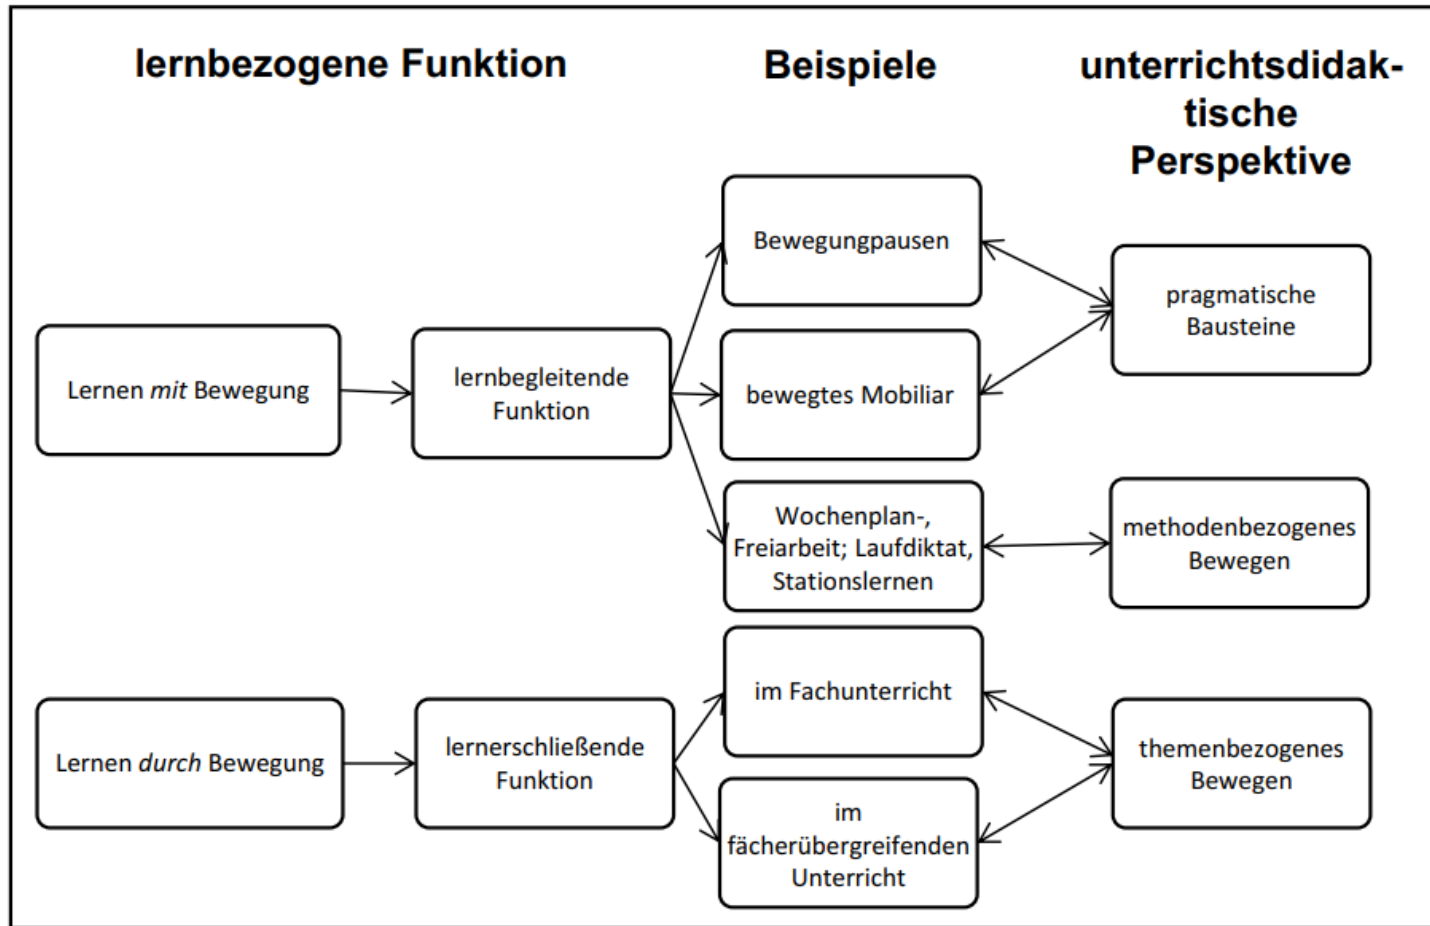 lernbezogene Funktion
Beispiele
unterrichtsdidak-
tische
Perspektive
Lernen mit Bewegung
lernbegleitende
Funktion
Bewegungpausen
bewegtes Mobiliar
Wochenplan-,
Freiarbeit; Laufdiktat,
Stationslernen
pragmatische
Bausteine
methodenbezogenes
Bewegen
Lernen durch Bewegung
lernerschließende
Funktion
im Fachunterricht
im
fächerübergreifenden
Unterricht
themenbezogenes
Bewegen